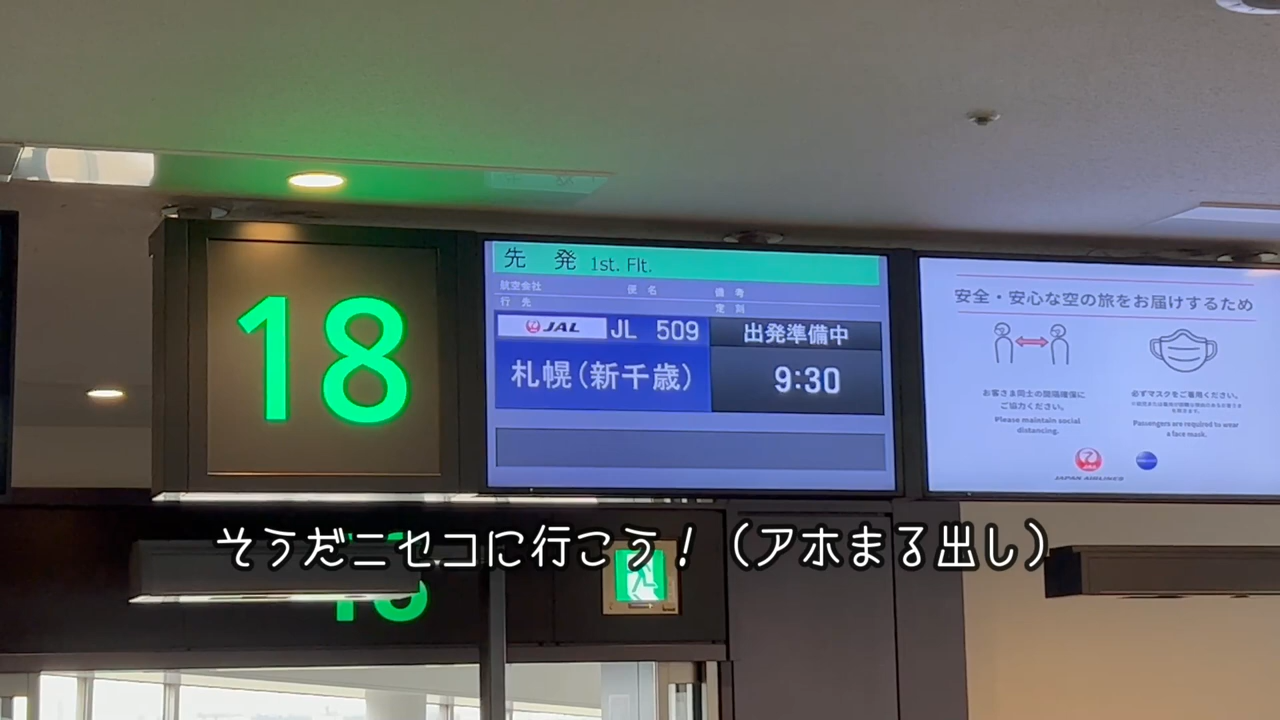 18
先発 1st. Flt.
航空会社 便名 備考
行先 定刻
JAL JL 509 出発準備中
札幌(新千歳) 9:30
安全・安心な空の旅をお届けするため
お客さま同士の間隔確保に
ご協力ください。
Please maintain social
distancing.
必ずマスクをご着用ください。
Passengers are required to wear
a face mask.
JAL
JAPAN AIRLINES
そうだニセコに行こう!(アホまる出し)
18